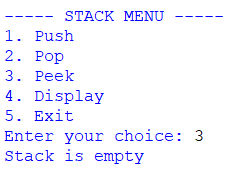 ----- STACK MENU -----
1. Push
2. Pop
3. Peek
4. Display
5. Exit
Enter your choice: 3
Stack is empty